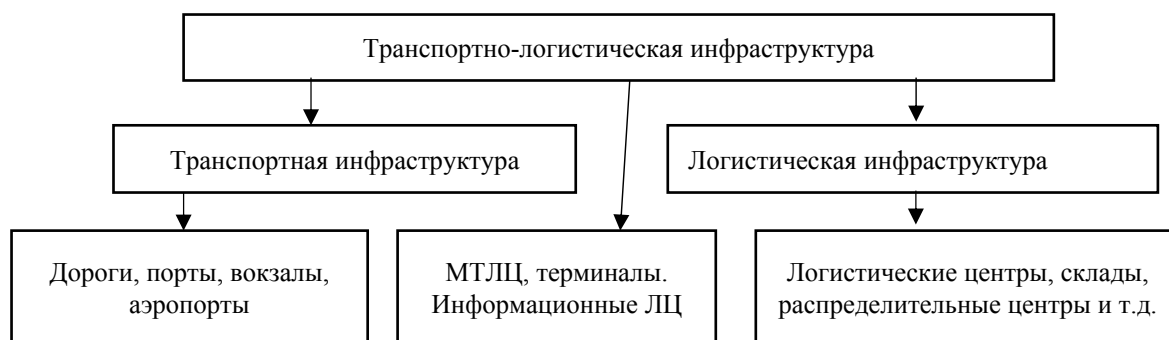 Транспортно-логистическая инфраструктура
Транспортная инфраструктура
Логистическая инфраструктура
Дороги, порты, вокзалы,
аэропорты
МТЛЦ, терминалы.
Информационные ЛЦ
Логистические центры, склады,
распределительные центры и т.д.